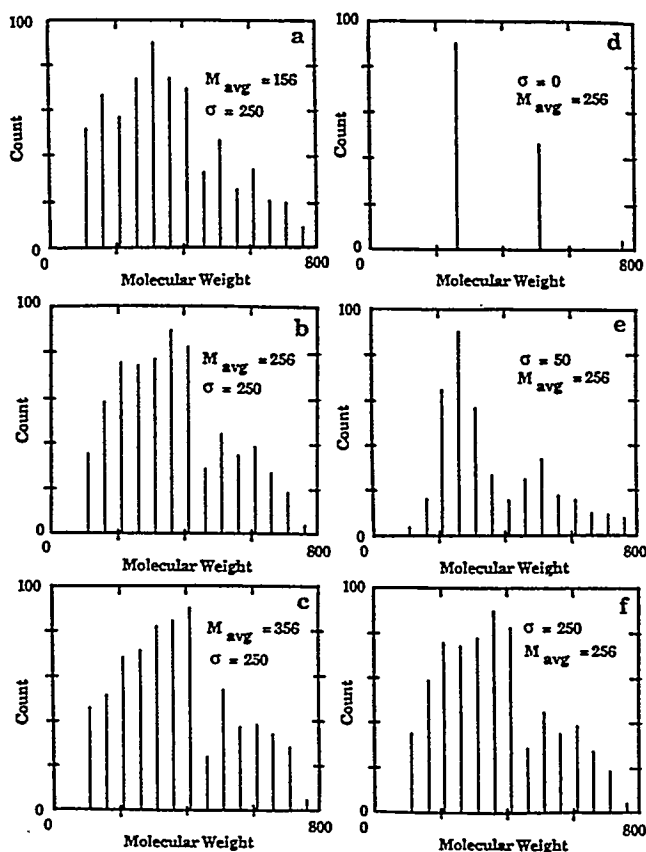 100
a
M avg = 156
σ = 250
Count
0
0
800
Molecular Weight
100
b
M avg = 256
σ = 250
Count
0
0
800
Molecular Weight
100
c
M avg = 356
σ = 250
Count
0
0
800
Molecular Weight
100
d
σ = 0
M avg = 256
Count
0
0
800
Molecular Weight
100
e
σ = 50
M avg = 256
Count
0
0
800
Molecular Weight
100
f
σ = 250
M avg = 256
Count
0
0
800
Molecular Weight